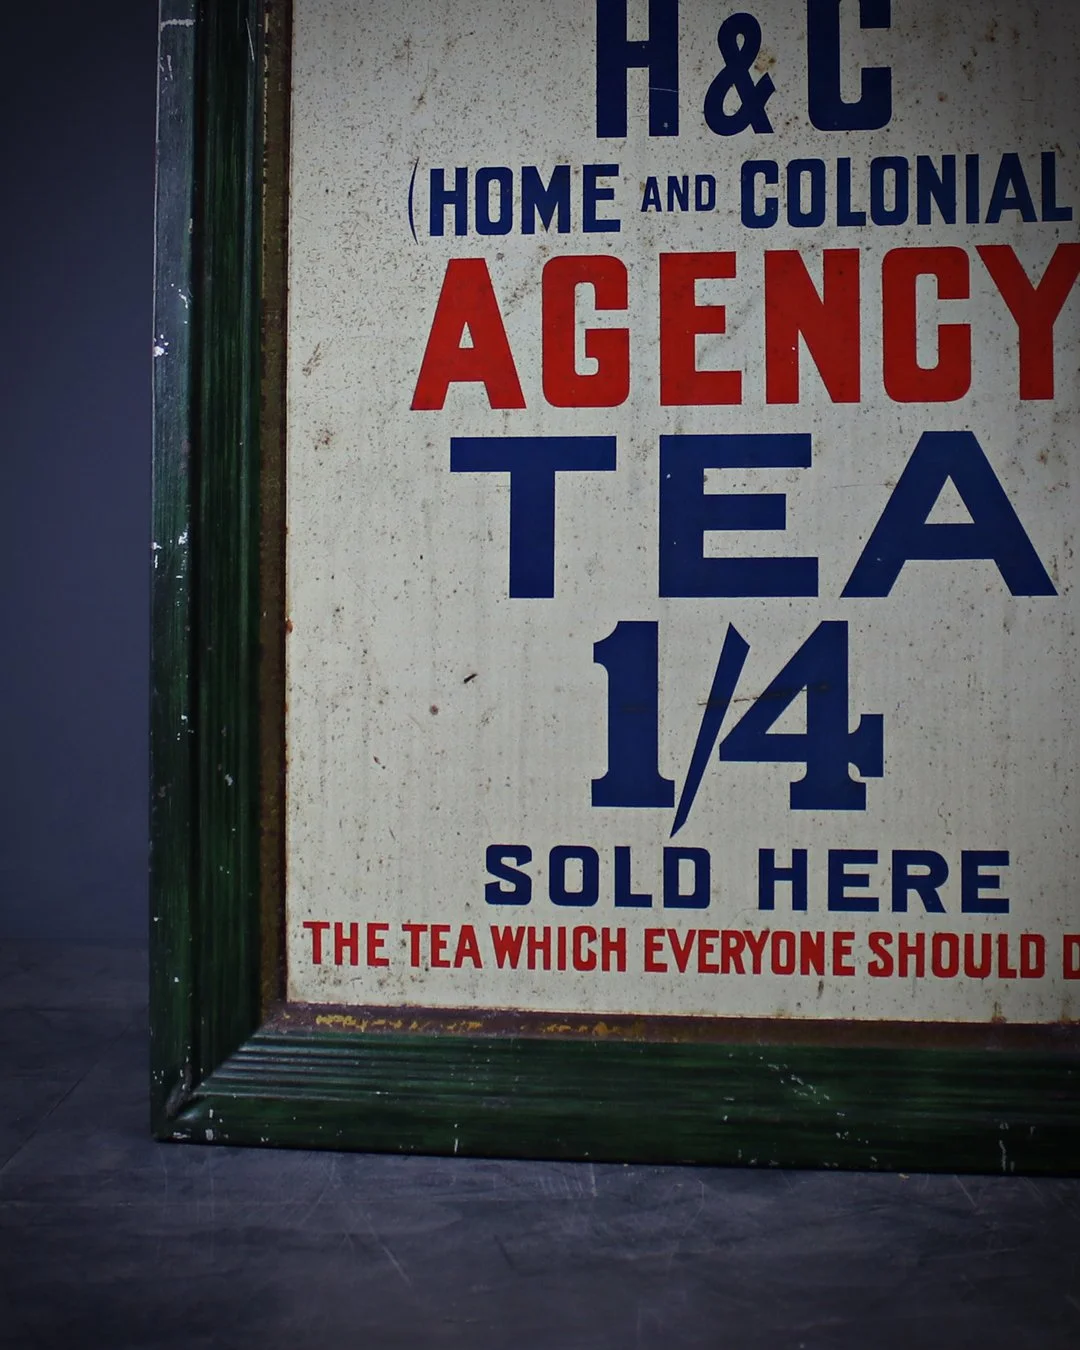 H & C
(HOME AND COLONIAL
AGENCY
TEA
1/4
SOLD HERE
THE TEA WHICH EVERYONE SHOULD